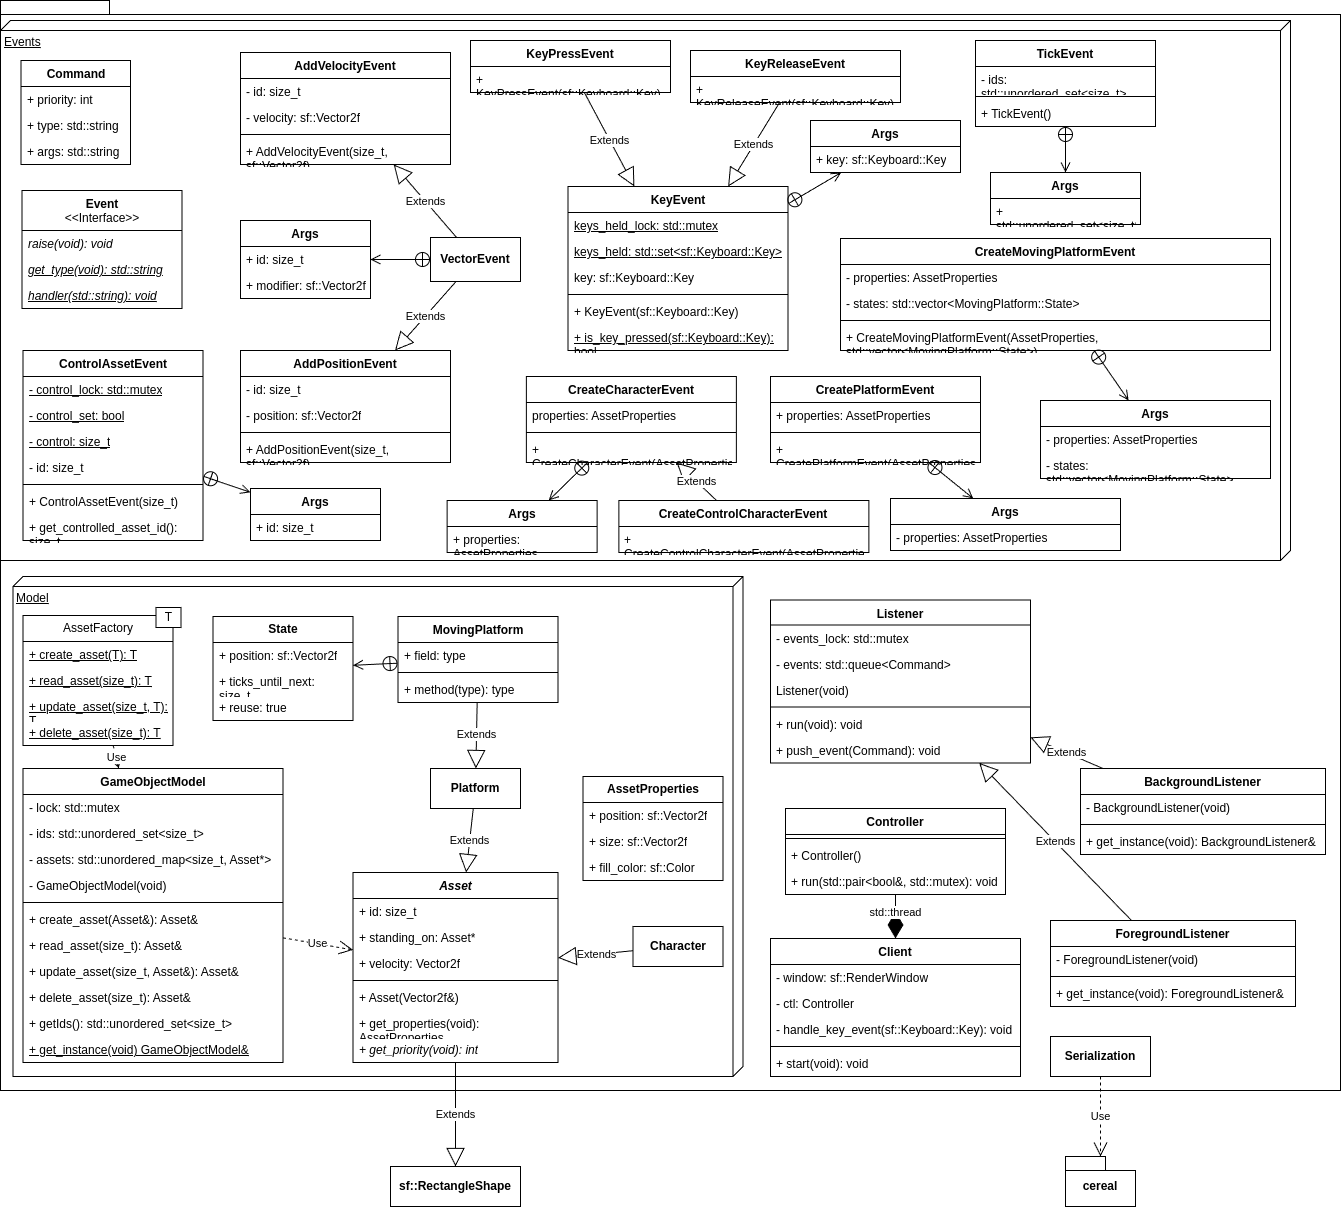 Events
Command
+ priority: int
+ type: std::string
+ args: std::string
AddVelocityEvent
- id: size_t
- velocity: sf::Vector2f
+ AddVelocityEvent(size_t,
sf::Vector2f)
KeyPressEvent
+
KeyPressEvent(sf::Keyboard::Key)
KeyReleaseEvent
+
KeyReleaseEvent(sf::Keyboard::Key)
TickEvent
- ids:
std::unordered_set<size_t>
+ TickEvent()
Extends
Extends
Args
+ key: sf::Keyboard::Key
Args
+
std::unordered_set<size_t;
Event
<<Interface>>
raise(void): void
get_type(void): std::string
handler(std::string): void
Extends
Args
+ id: size_t
+ modifier: sf::Vector2f
VectorEvent
Extends
KeyEvent
keys_held_lock: std::mutex
keys_held: std::set<sf::Keyboard::Key>
key: sf::Keyboard::Key
+ KeyEvent(sf::Keyboard::Key)
+ is_key_pressed(sf::Keyboard::Key):
bool
CreateMovingPlatformEvent
- properties: AssetProperties
- states: std::vector<MovingPlatform::State>
+ CreateMovingPlatformEvent(AssetProperties,
std::vector<MovingPlatform::State>)
ControlAssetEvent
- control_lock: std::mutex
- control_set: bool
- control: size_t
- id: size_t
+ ControlAssetEvent(size_t)
+ get_controlled_asset_id():
size_t
AddPositionEvent
- id: size_t
- position: sf::Vector2f
+ AddPositionEvent(size_t,
sf::Vector2f)
CreateCharacterEvent
properties: AssetProperties
+
CreateCharacterEvent(AssetPropertie
CreatePlatformEvent
+ properties: AssetProperties
+
CreatePlatformEvent(AssetProperties
Args
- properties: AssetProperties
- states:
std::vector<MovingPlatform::State>
Args
+ id: size_t
Extends
Args
+ properties:
AssetProperties
CreateControlCharacterEvent
+
CreateControlCharacterEvent(AssetPropertie
Args
- properties: AssetProperties
Model
T
AssetFactory
+ create_asset(T): T
+ read_asset(size_t): T
+ update_asset(size_t, T):
T
+ delete_asset(size_t): T
Use
State
+ position: sf::Vector2f
+ ticks_until_next:
size_t
+ reuse: true
MovingPlatform
+ field: type
+ method(type): type
Extends
Platform
Extends
GameObjectModel
- lock: std::mutex
- ids: std::unordered_set<size_t>
- assets: std::unordered_map<size_t, Asset*>
- GameObjectModel(void)
+ create_asset(Asset&): Asset&
+ read_asset(size_t): Asset&
+ update_asset(size_t, Asset&): Asset&
+ delete_asset(size_t): Asset&
+ getIds(): std::unordered_set<size_t>
+ get_instance(void) GameObjectModel&
Use
AssetProperties
+ position: sf::Vector2f
+ size: sf::Vector2f
+ fill_color: sf::Color
Asset
+ id: size_t
+ standing_on: Asset*
+ velocity: Vector2f
+ Asset(Vector2f&)
+ get_properties(void):
AssetProperties
+ get_priority(void): int
Extends
Character
Listener
- events_lock: std::mutex
- events: std::queue<Command>
Listener(void)
+ run(void): void
+ push_event(Command): void
Extends
BackgroundListener
- BackgroundListener(void)
+ get_instance(void): BackgroundListener&
Extends
Controller
+ Controller()
+ run(std::pair<bool&, std::mutex): void
std::thread
Client
- window: sf::RenderWindow
- ctl: Controller
- handle_key_event(sf::Keyboard::Key): void
+ start(void): void
ForegroundListener
- ForegroundListener(void)
+ get_instance(void): ForegroundListener&
Serialization
Extends
Use
sf::RectangleShape
cereal